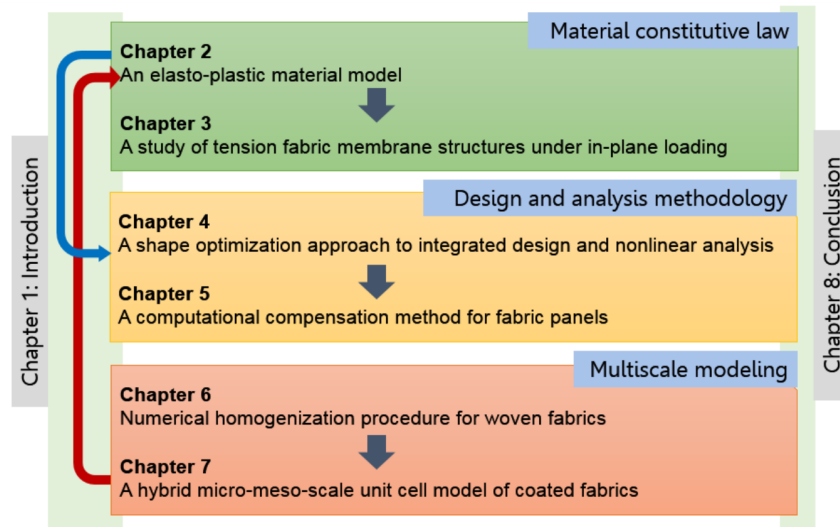 Chapter 1: Introduction
Material constitutive law
Chapter 2
An elasto-plastic material model
Chapter 3
A study of tension fabric membrane structures under in-plane loading
Design and analysis methodology
Chapter 4
A shape optimization approach to integrated design and nonlinear analysis
Chapter 5
A computational compensation method for fabric panels
Multiscale modeling
Chapter 6
Numerical homogenization procedure for woven fabrics
Chapter 7
A hybrid micro-meso-scale unit cell model of coated fabrics
Chapter 8: Conclusion